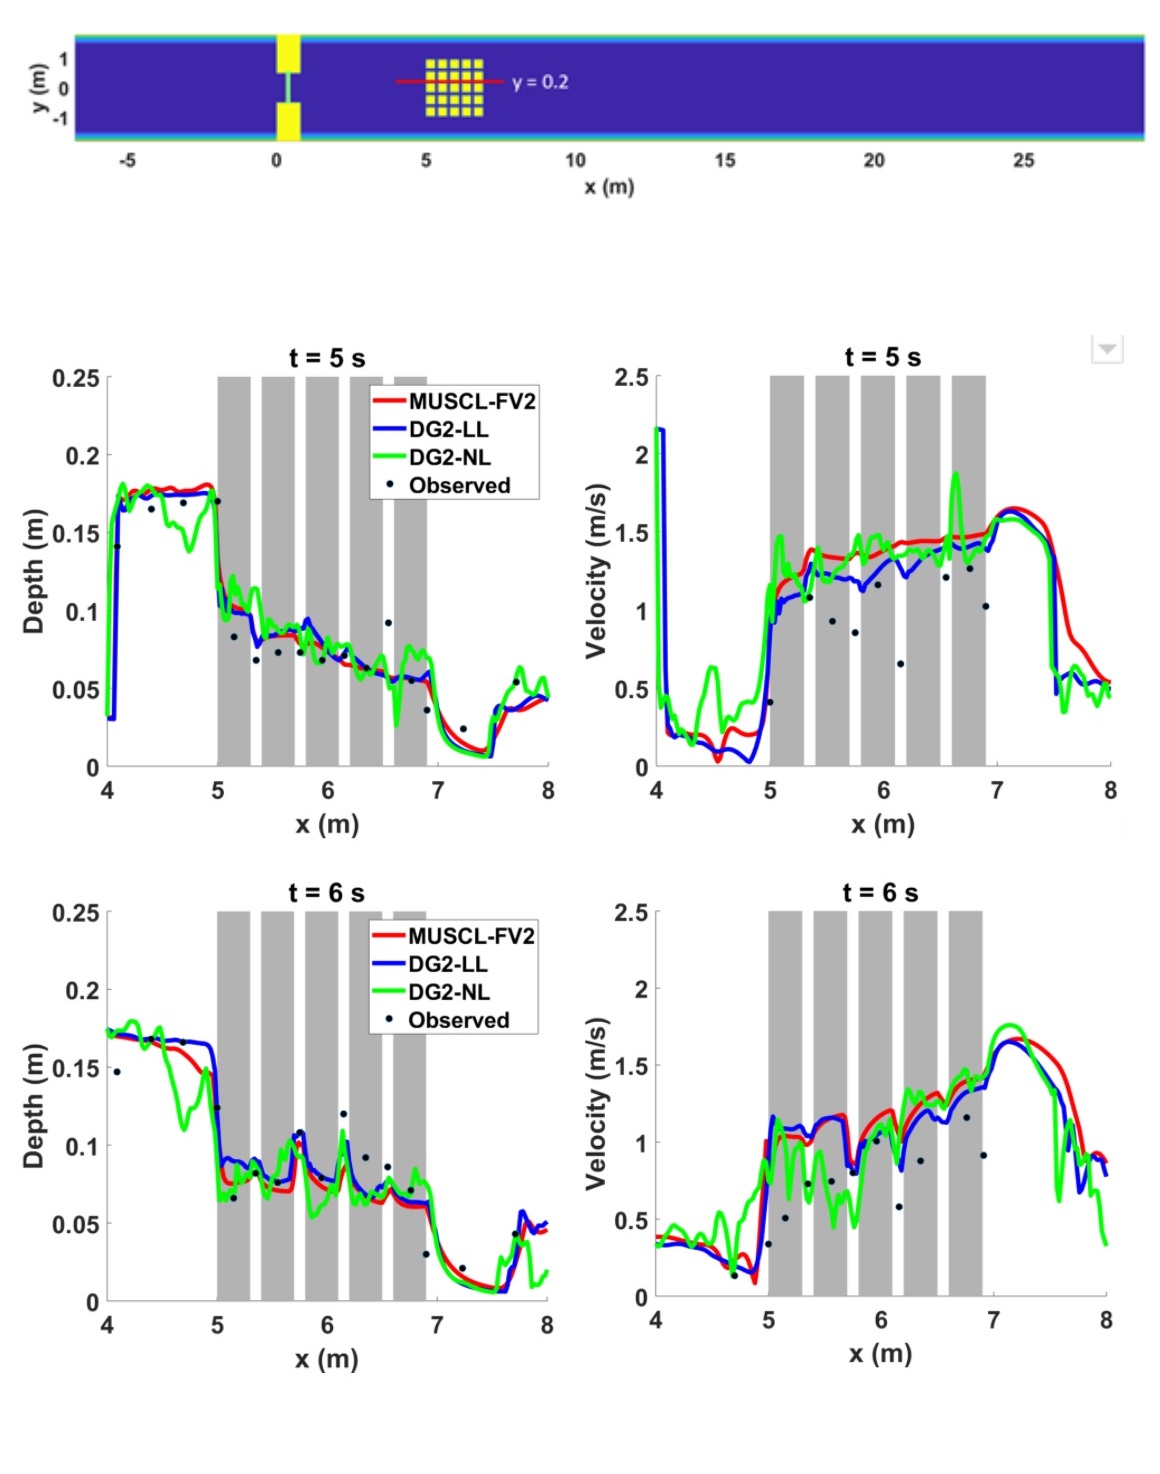 y (m)
1
0
-1
y = 0.2
-5 0 5 10 15 20 25
x (m)
t = 5 s
0.25
0.2
0.15
0.1
0.05
0
Depth (m)
MUSCL-FV2
DG2-LL
DG2-NL
Observed
4 5 6 7 8
x (m)
t = 5 s
2.5
2
1.5
1
0.5
0
Velocity (m/s)
4 5 6 7 8
x (m)
t = 6 s
0.25
0.2
0.15
0.1
0.05
0
Depth (m)
MUSCL-FV2
DG2-LL
DG2-NL
Observed
4 5 6 7 8
x (m)
t = 6 s
2.5
2
1.5
1
0.5
0
Velocity (m/s)
4 5 6 7 8
x (m)